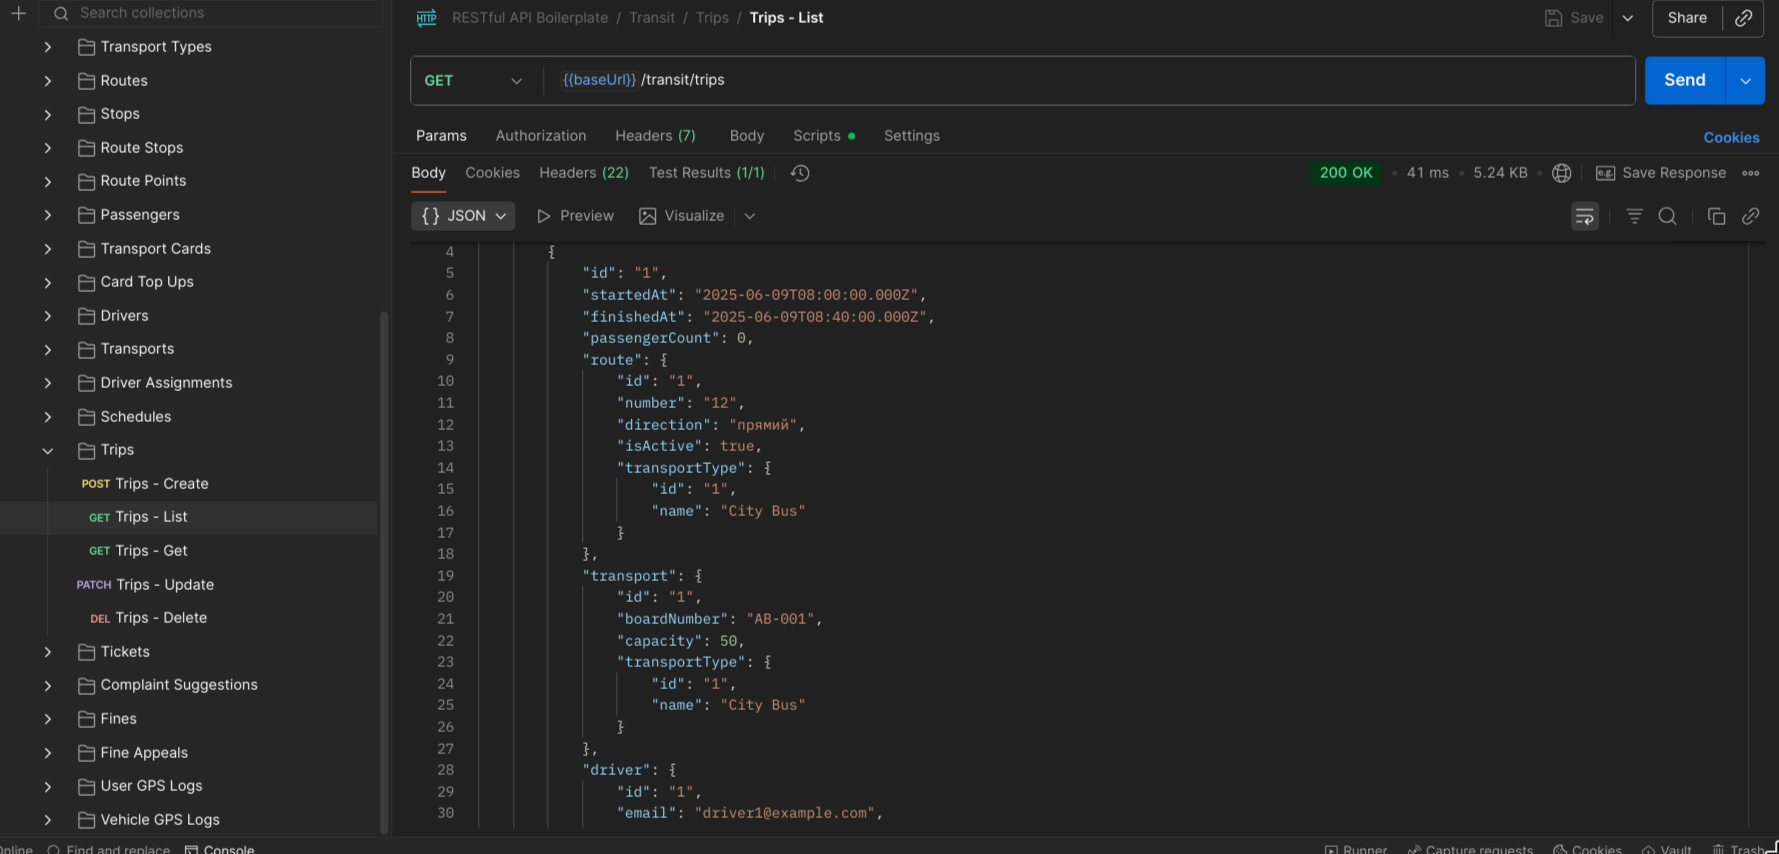 Search collections
Transport Types
Routes
Stops
Route Stops
Route Points
Passengers
Transport Cards
Card Top Ups
Drivers
Transports
Driver Assignments
Schedules
Trips
POST Trips - Create
GET Trips - List
GET Trips - Get
PATCH Trips - Update
DEL Trips - Delete
Tickets
Complaint Suggestions
Fines
Fine Appeals
User GPS Logs
Vehicle GPS Logs
HTTP RESTful API Boilerplate / Transit / Trips / Trips - List
Save
Share
GET {{baseUrl}} /transit/trips
Send
Params Authorization Headers (7) Body Scripts Settings
Cookies
Body Cookies Headers (22) Test Results (1/1)
200 OK • 41 ms • 5.24 KB •
e.g. Save Response
{} JSON Preview Visualize
4 {
5 "id": "1",
6 "startedAt": "2025-06-09T08:00:00.000Z",
7 "finishedAt": "2025-06-09T08:40:00.000Z",
8 "passengerCount": 0,
9 "route": {
10 "id": "1",
11 "number": "12",
12 "direction": "прямий",
13 "isActive": true,
14 "transportType": {
15 "id": "1",
16 "name": "City Bus"
17 }
18 },
19 "transport": {
20 "id": "1",
21 "boardNumber": "AB-001",
22 "capacity": 50,
23 "transportType": {
24 "id": "1",
25 "name": "City Bus"
26 }
27 },
28 "driver": {
29 "id": "1",
30 "email": "driver1@example.com",
Online Find and replace Console
Runner Capture requests Cookies Vault Trash